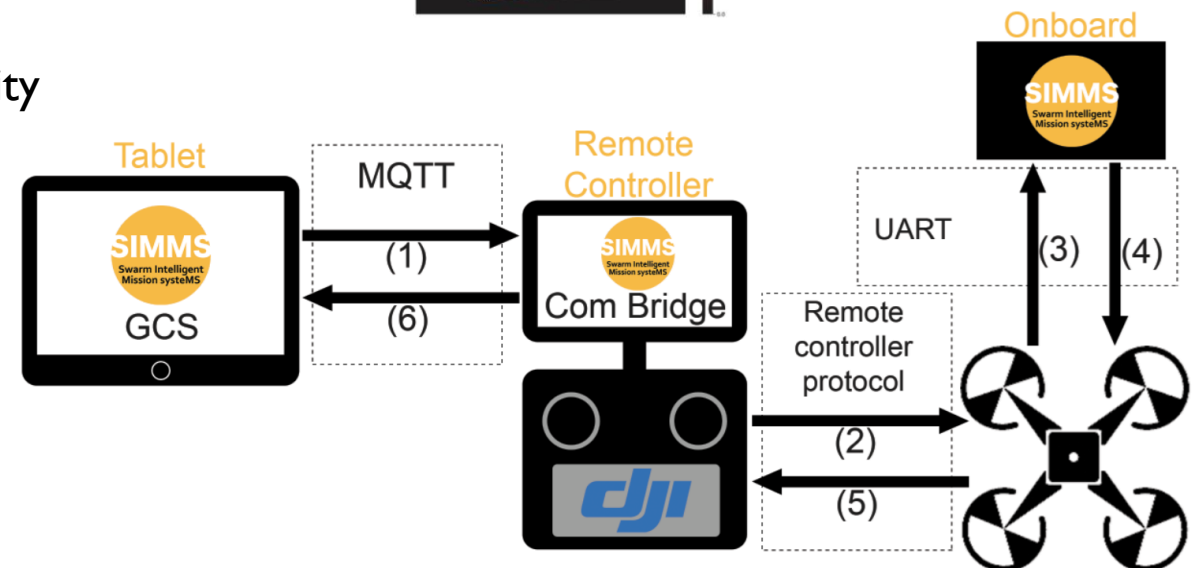 ity
Onboard
SIMMS
Swarm Intelligent
Mission systeMS
Tablet
MQTT
Remote
Controller
SIMMS
Swarm Intelligent
Mission systeMS
GCS
(1)
(6)
SIMMS
Swarm Intelligent
Mission systeMS
Com Bridge
UART
(3)
(4)
Remote
controller
protocol
(2)
(5)
dji